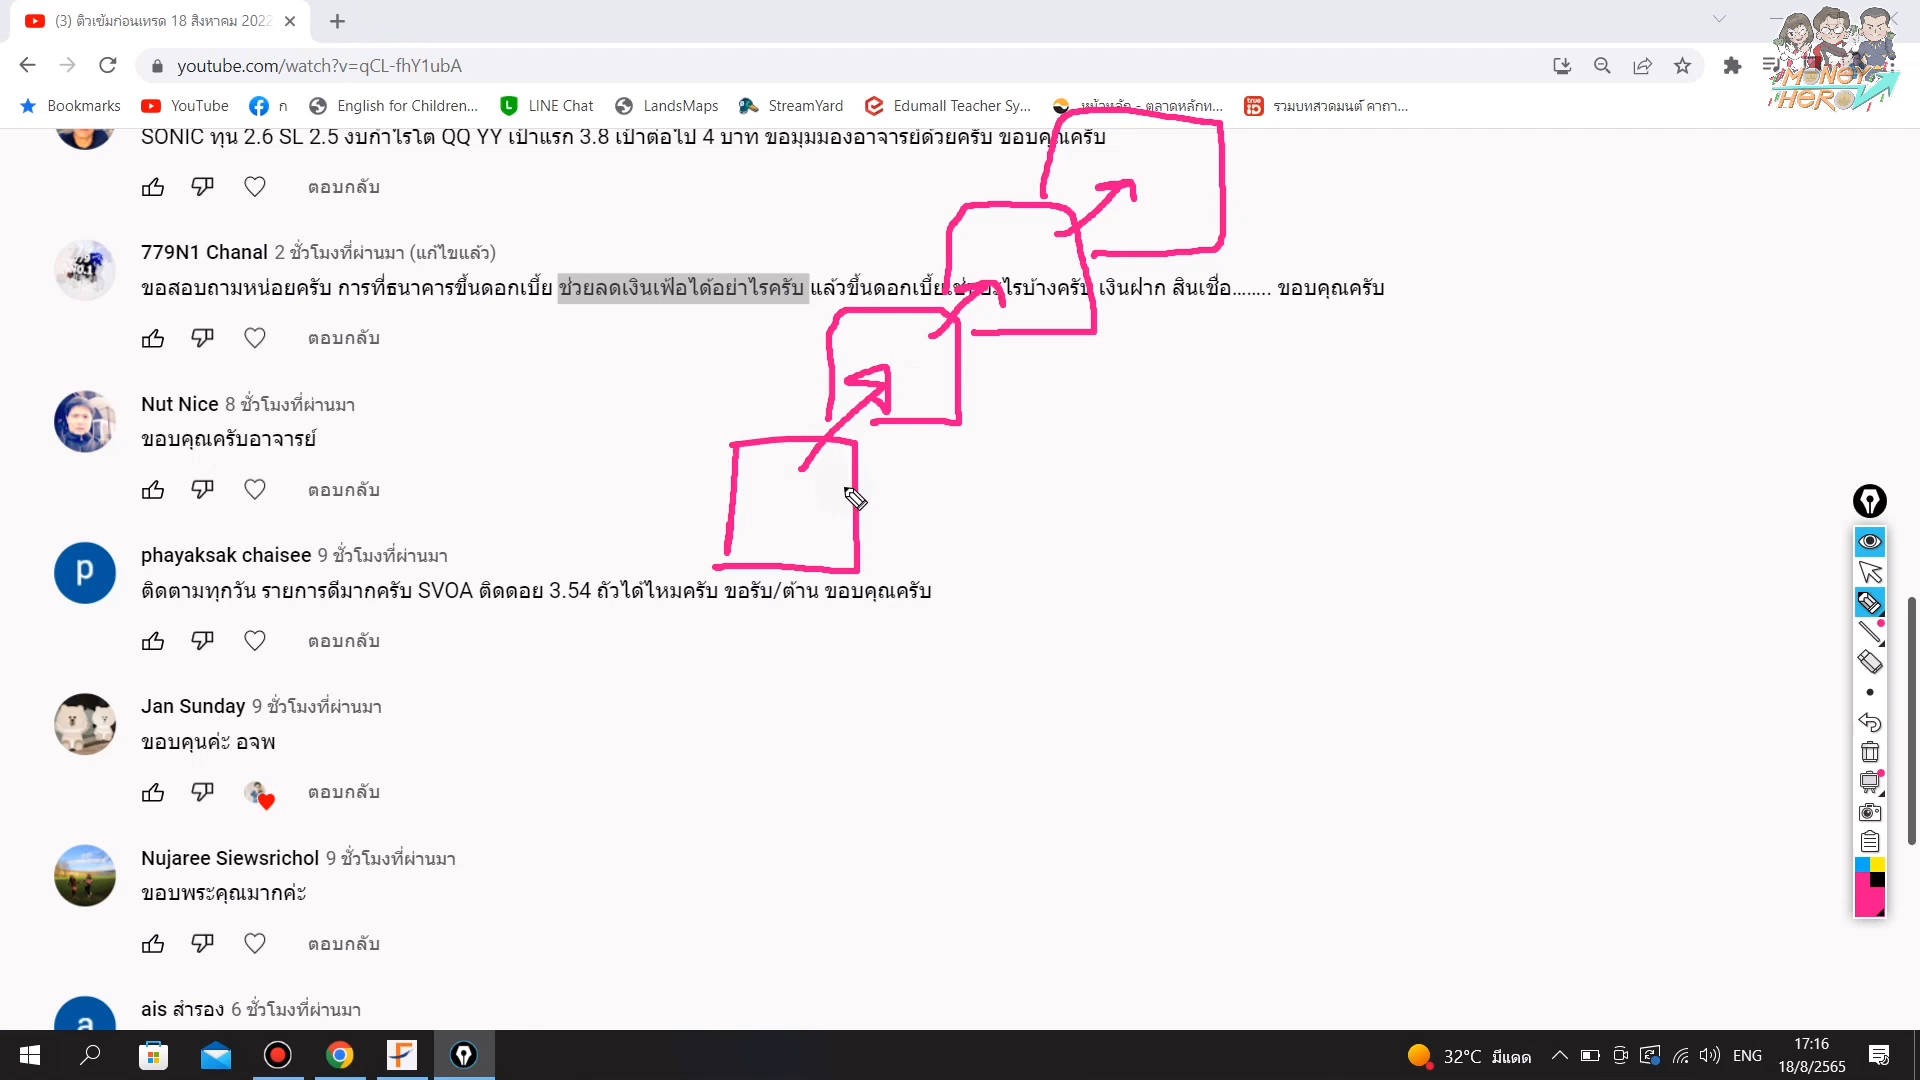 (3) ติวเข้มก่อนเทรด 18 สิงหาคม 2022
youtube.com/watch?v=qCL-fhY1ubA
MONEY HERO
Bookmarks YouTube ก English for Children... LINE Chat LandsMaps StreamYard Edumall Teacher Sy... หน้าหลัก - ตลาดหลักท... รวมบทสวดมนต์ คาถา...
SONIC ทุน 2.6 SL 2.5 งบกำไรโต QQ YY เป้าแรก 3.8 เป้าต่อไป 4 บาท ขอมุมมองอาจารย์ด้วยครับ ขอบคุณครับ
ตอบกลับ
779N1 Chanal 2 ชั่วโมงที่ผ่านมา (แก้ไขแล้ว)
ขอสอบถามหน่อยครับ การที่ธนาคารขึ้นดอกเบี้ย ช่วยลดเงินเฟ้อได้อย่าไรครับ แล้วขึ้นดอกเบี้ย ไรบ้างครับ เงินฝาก สินเชื่อ........ ขอบคุณครับ
ตอบกลับ
Nut Nice 8 ชั่วโมงที่ผ่านมา
ขอบคุณครับอาจารย์
ตอบกลับ
p
phayaksak chaisee 9 ชั่วโมงที่ผ่านมา
ติดตามทุกวัน รายการดีมากครับ SVOA ติดดอย 3.54 ถัวได้ไหมครับ ขอรับ/ต้าน ขอบคุณครับ
ตอบกลับ
Jan Sunday 9 ชั่วโมงที่ผ่านมา
ขอบคุนค่ะ อจพ
ตอบกลับ
Nujaree Siewsrichol 9 ชั่วโมงที่ผ่านมา
ขอบพระคุณมากค่ะ
ตอบกลับ
a
ais สำรอง 6 ชั่วโมงที่ผ่านมา
32°C มีแดด ENG 17:16
18/8/2565